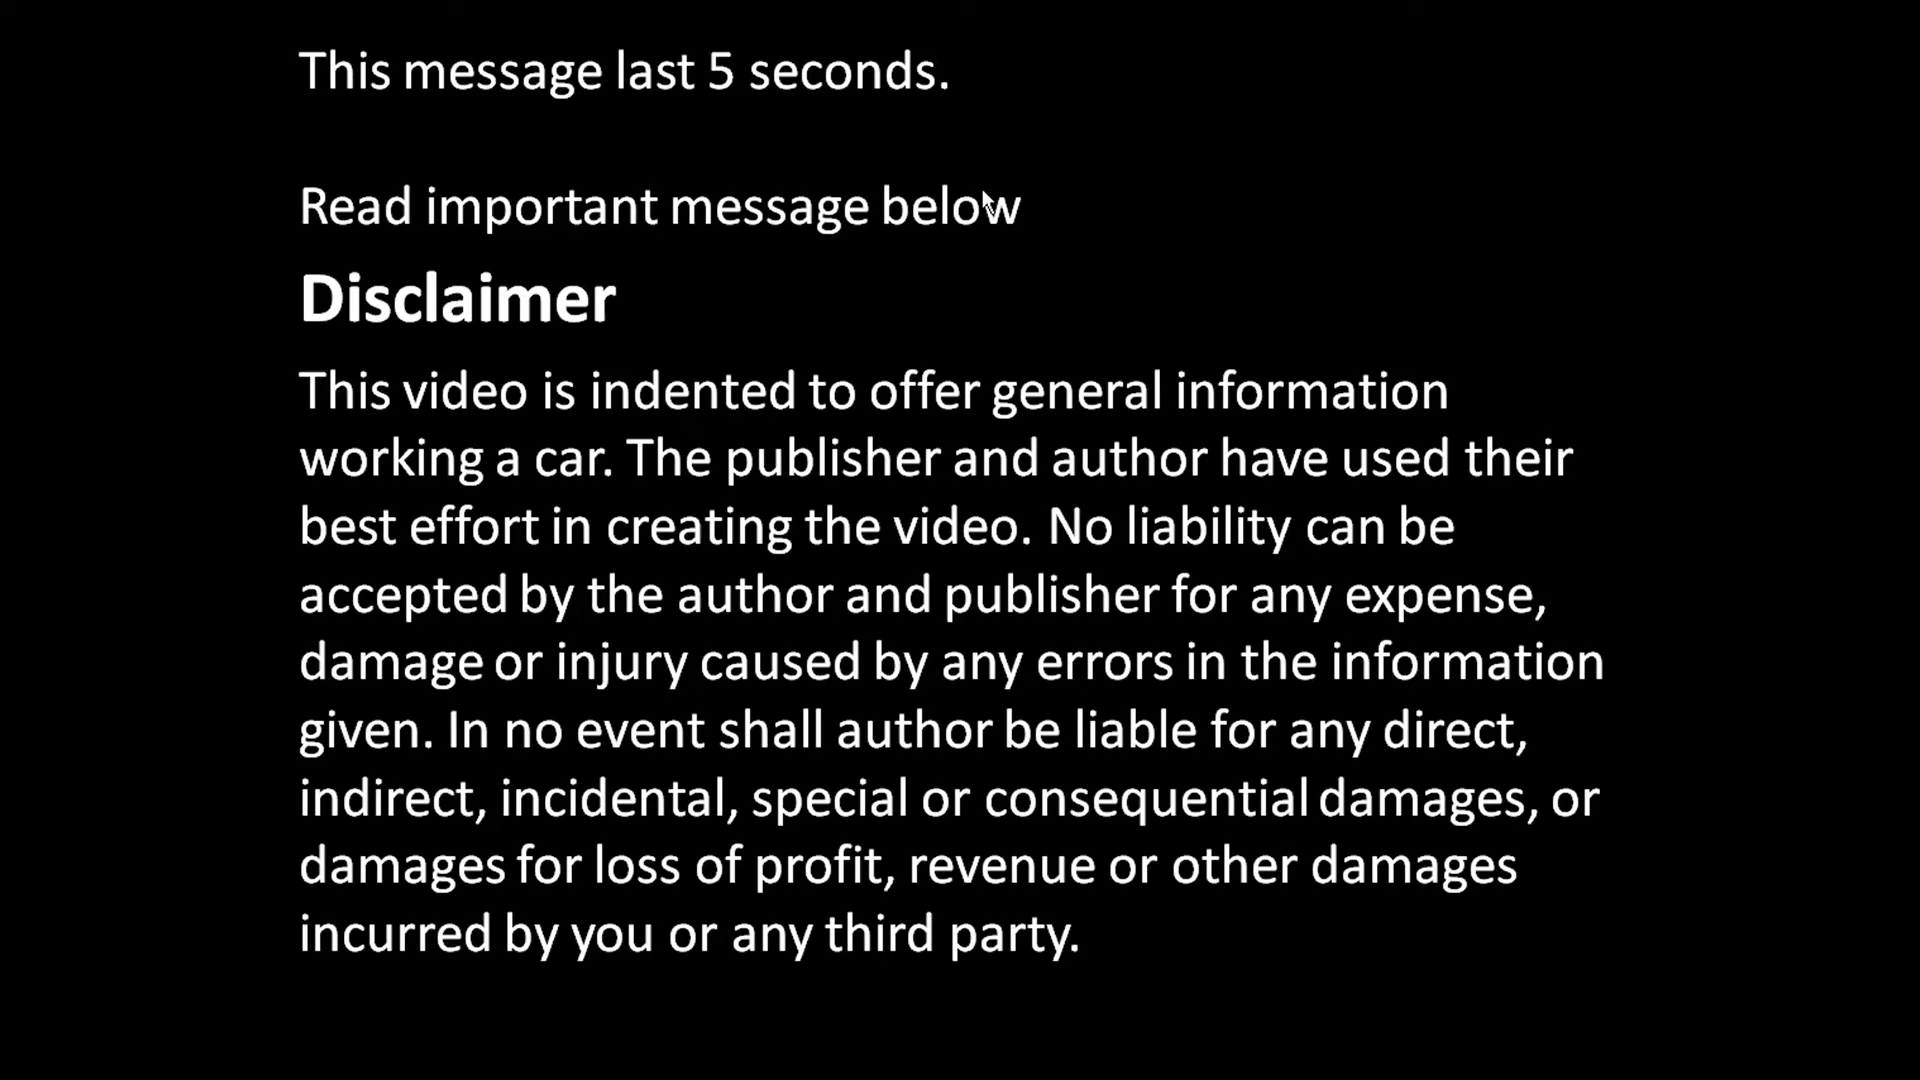 This message last 5 seconds.
Read important message below
Disclaimer
This video is indented to offer general information
working a car. The publisher and author have used their
best effort in creating the video. No liability can be
accepted by the author and publisher for any expense,
damage or injury caused by any errors in the information
given. In no event shall author be liable for any direct,
indirect, incidental, special or consequential damages, or
damages for loss of profit, revenue or other damages
incurred by you or any third party.